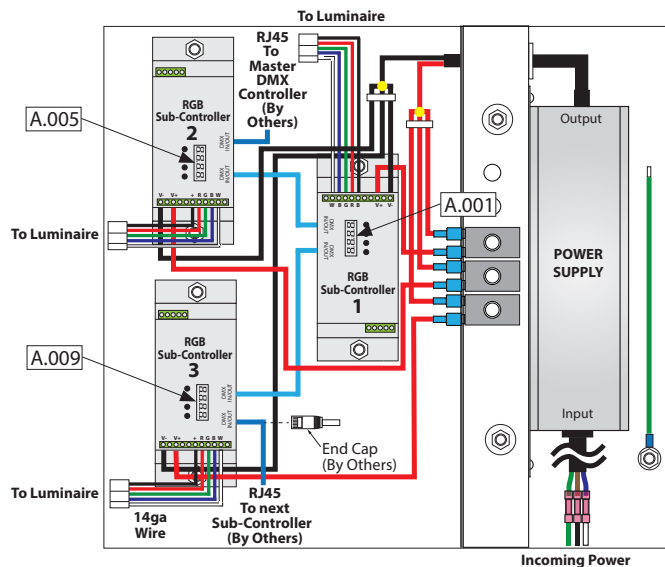 To Luminaire
RJ45
To
Master
DMX
Controller
(By
Others)
RGB
Sub-Controller
2
A.005
DMX
IN/OUT
DMX
IN/OUT
V- V+ + R G B W
To Luminaire
W B G R B V+ V-
DMX
IN/OUT
DMX
IN/OUT
A.001
RGB
Sub-Controller
1
Output
POWER
SUPPLY
Input
RGB
Sub-Controller
3
A.009
DMX
IN/OUT
DMX
IN/OUT
V- V+ + R G B W
End Cap
(By Others)
To Luminaire
14ga
Wire
RJ45
To next
Sub-Controller
(By Others)
Incoming Power